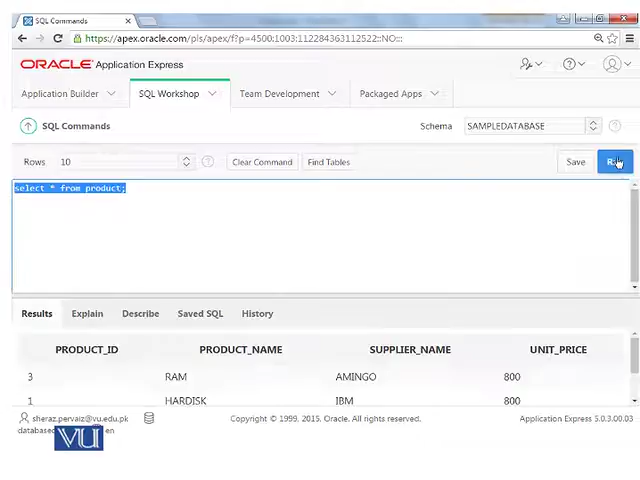 SQL Commands
https://apex.oracle.com/pls/apex/f?p=4500:1003:112284363112522::NO:::
ORACLE Application Express
Application Builder SQL Workshop Team Development Packaged Apps
SQL Commands Schema SAMPLEDATABASE
Rows 10 Clear Command Find Tables Save
select * from product;
Results Explain Describe Saved SQL History
PRODUCT_ID PRODUCT_NAME SUPPLIER_NAME UNIT_PRICE
3 RAM AMINGO 800
1 HARDISK IBM 800
sheraz.pervaiz@vu.edu.pk Copyright © 1999, 2015, Oracle. All rights reserved. Application Express 5.0.3.00.03
en
VU